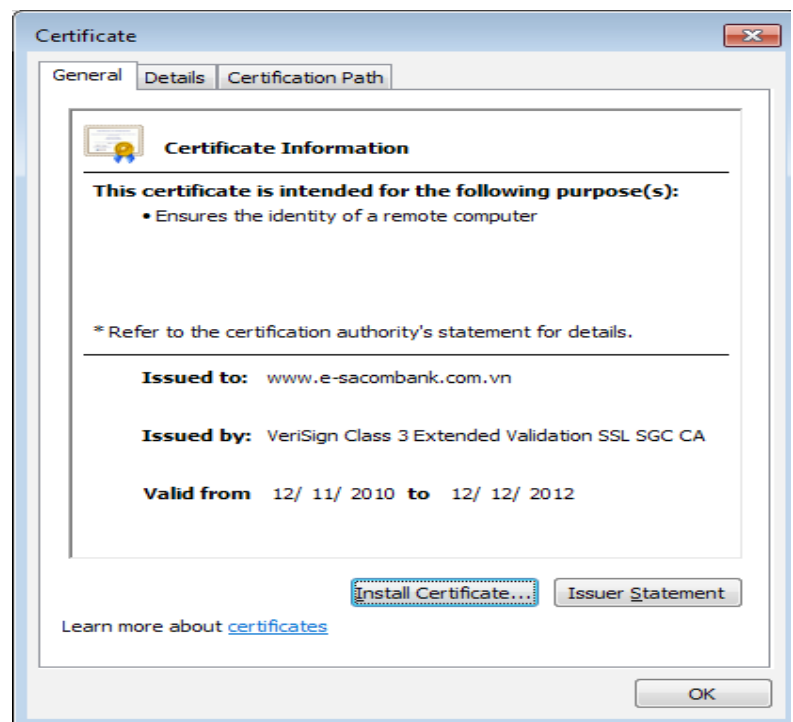 Certificate
General Details Certification Path
Certificate Information
This certificate is intended for the following purpose(s):
• Ensures the identity of a remote computer
* Refer to the certification authority's statement for details.
Issued to: www.e-sacombank.com.vn
Issued by: VeriSign Class 3 Extended Validation SSL SGC CA
Valid from 12/ 11/ 2010 to 12/ 12/ 2012
Install Certificate... Issuer Statement
Learn more about certificates
OK